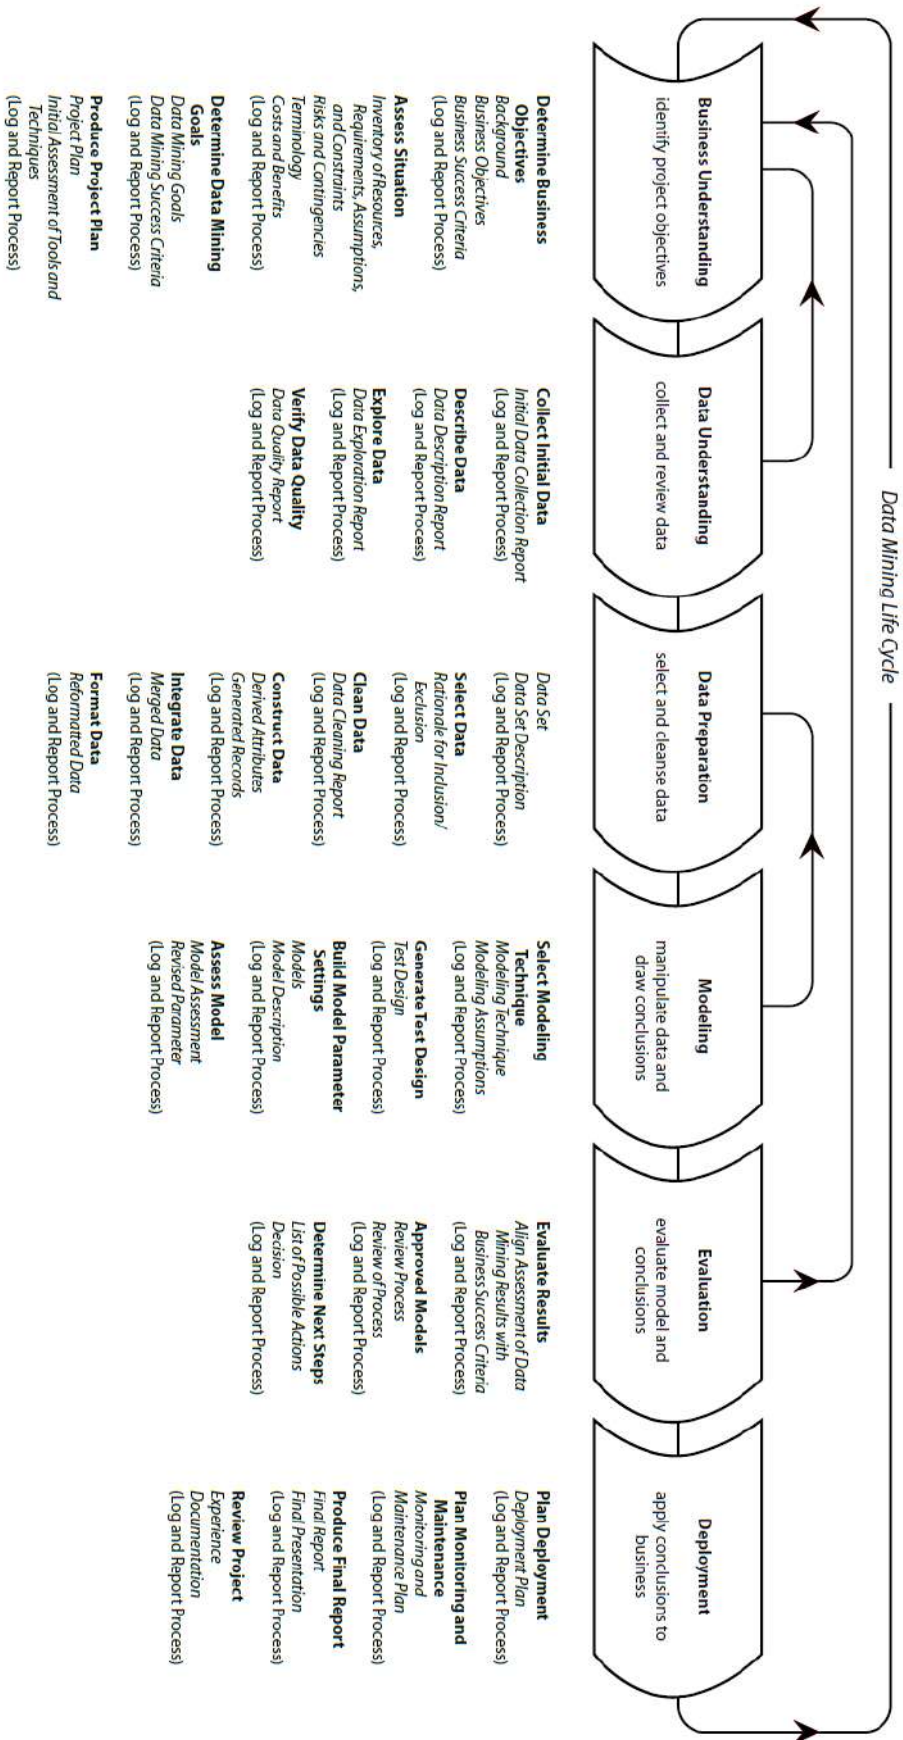 Data Mining Life Cycle
Business Understanding
identify project objectives
Data Understanding
collect and review data
Data Preparation
select and cleanse data
Modeling
manipulate data and
draw conclusions
Evaluation
evaluate model and
conclusions
Deployment
apply conclusions to
business
Determine Business
Objectives
Background
Business Objectives
Business Success Criteria
(Log and Report Process)
Assess Situation
Inventory of Resources,
Requirements, Assumptions,
and Constraints
Risks and Contingencies
Terminology
Costs and Benefits
(Log and Report Process)
Determine Data Mining
Goals
Data Mining Goals
Data Mining Success Criteria
(Log and Report Process)
Produce Project Plan
Project Plan
Initial Assessment of Tools and
Techniques
(Log and Report Process)
Collect Initial Data
Initial Data Collection Report
(Log and Report Process)
Describe Data
Data Description Report
(Log and Report Process)
Explore Data
Data Exploration Report
(Log and Report Process)
Verify Data Quality
Data Quality Report
(Log and Report Process)
Data Set
Data Set Description
(Log and Report Process)
Select Data
Rationale for Inclusion/
Exclusion
(Log and Report Process)
Clean Data
Data Cleaning Report
(Log and Report Process)
Construct Data
Derived Attributes
Generated Records
(Log and Report Process)
Integrate Data
Merged Data
(Log and Report Process)
Format Data
Reformatted Data
(Log and Report Process)
Select Modeling
Technique
Modeling Technique
Modeling Assumptions
(Log and Report Process)
Generate Test Design
Test Design
(Log and Report Process)
Build Model Parameter
Settings
Models
Model Description
(Log and Report Process)
Assess Model
Model Assessment
Revised Parameter
(Log and Report Process)
Evaluate Results
Align Assessment of Data
Mining Results with
Business Success Criteria
(Log and Report Process)
Approved Models
Review Process
Review of Process
(Log and Report Process)
Determine Next Steps
List of Possible Actions
Decision
(Log and Report Process)
Plan Deployment
Deployment Plan
(Log and Report Process)
Plan Monitoring and
Maintenance
Monitoring and
Maintenance Plan
(Log and Report Process)
Produce Final Report
Final Report
Final Presentation
(Log and Report Process)
Review Project
Experience
Documentation
(Log and Report Process)